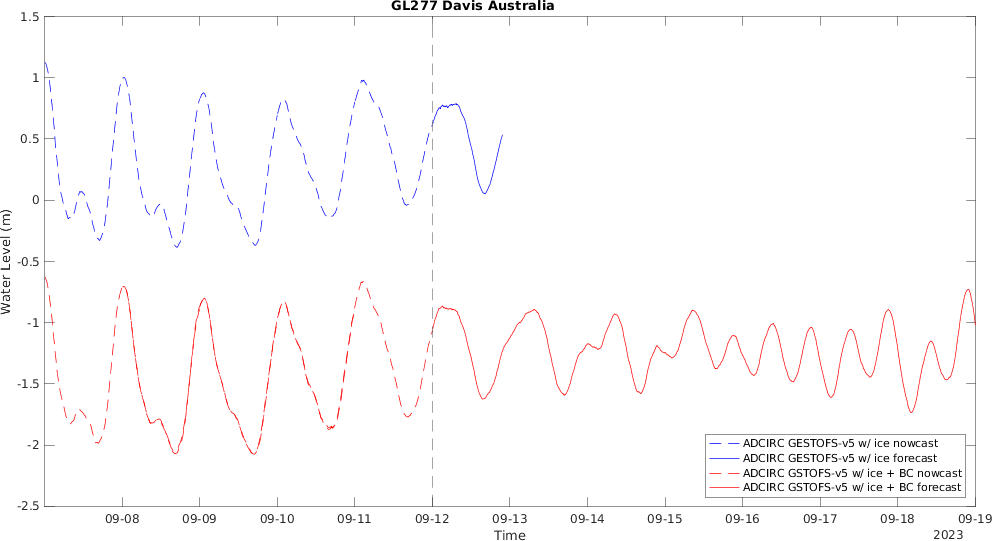 GL277 Davis Australia
1.5
1
0.5
0
-0.5
-1
-1.5
-2
-2.5
Water Level (m)
ADCIRC GESTOFS-v5 w/ ice nowcast
ADCIRC GESTOFS-v5 w/ ice forecast
ADCIRC GSTOFS-v5 w/ ice + BC nowcast
ADCIRC GSTOFS-v5 w/ ice + BC forecast
09-08 09-09 09-10 09-11 09-12 09-13 09-14 09-15 09-16 09-17 09-18 09-19
Time
2023